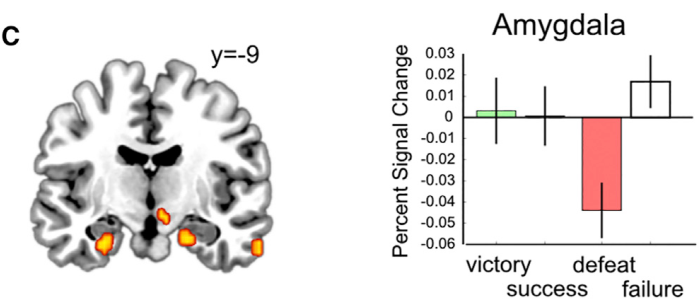 C
y=-9
Amygdala
Percent Signal Change
0.03
0.02
0.01
0
-0.01
-0.02
-0.03
-0.04
-0.05
-0.06
victory
success
defeat
failure